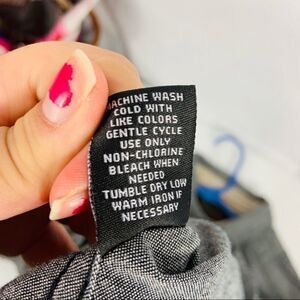 MACHINE WASH
COLD WITH
LIKE COLORS
GENTLE CYCLE
USE ONLY
NON-CHLORINE
BLEACH WHEN
NEEDED
TUMBLE DRY LOW
WARM IRON IF
NECESSARY